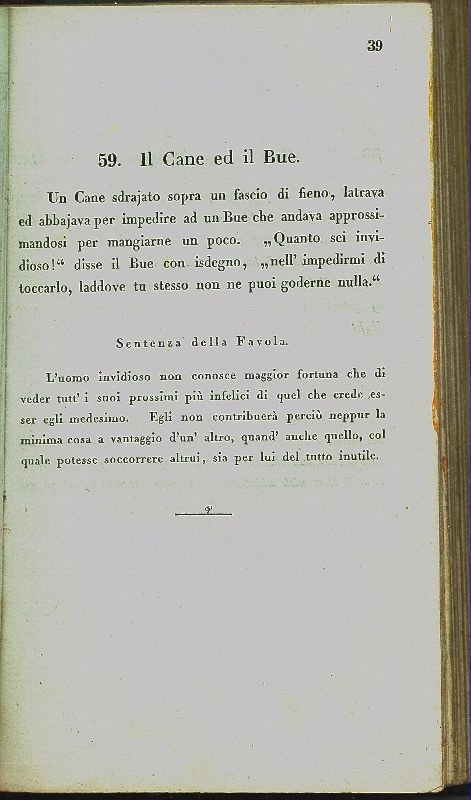 39
59. Il Cane ed il Bue.
Un Cane sdrajato sopra un fascio di fieno, latrava
ed abbajava per impedire ad un Bue che andava approssi-
mandosi per mangiarne un poco. „Quanto sei invi-
dioso!“ disse il Bue con isdegno, „nell' impedirmi di
toccarlo, laddove tu stesso non ne puoi goderne nulla.“
Sentenza della Favola.
L'uomo invidioso non conosce maggior fortuna che di
veder tutt' i suoi prossimi più infelici di quel che crede es-
ser egli medesimo. Egli non contribuerà perciò neppur la
minima cosa a vantaggio d'un' altro, quand' anche quello, col
quale potesse soccorrere altrui, sia per lui del tutto inutile.